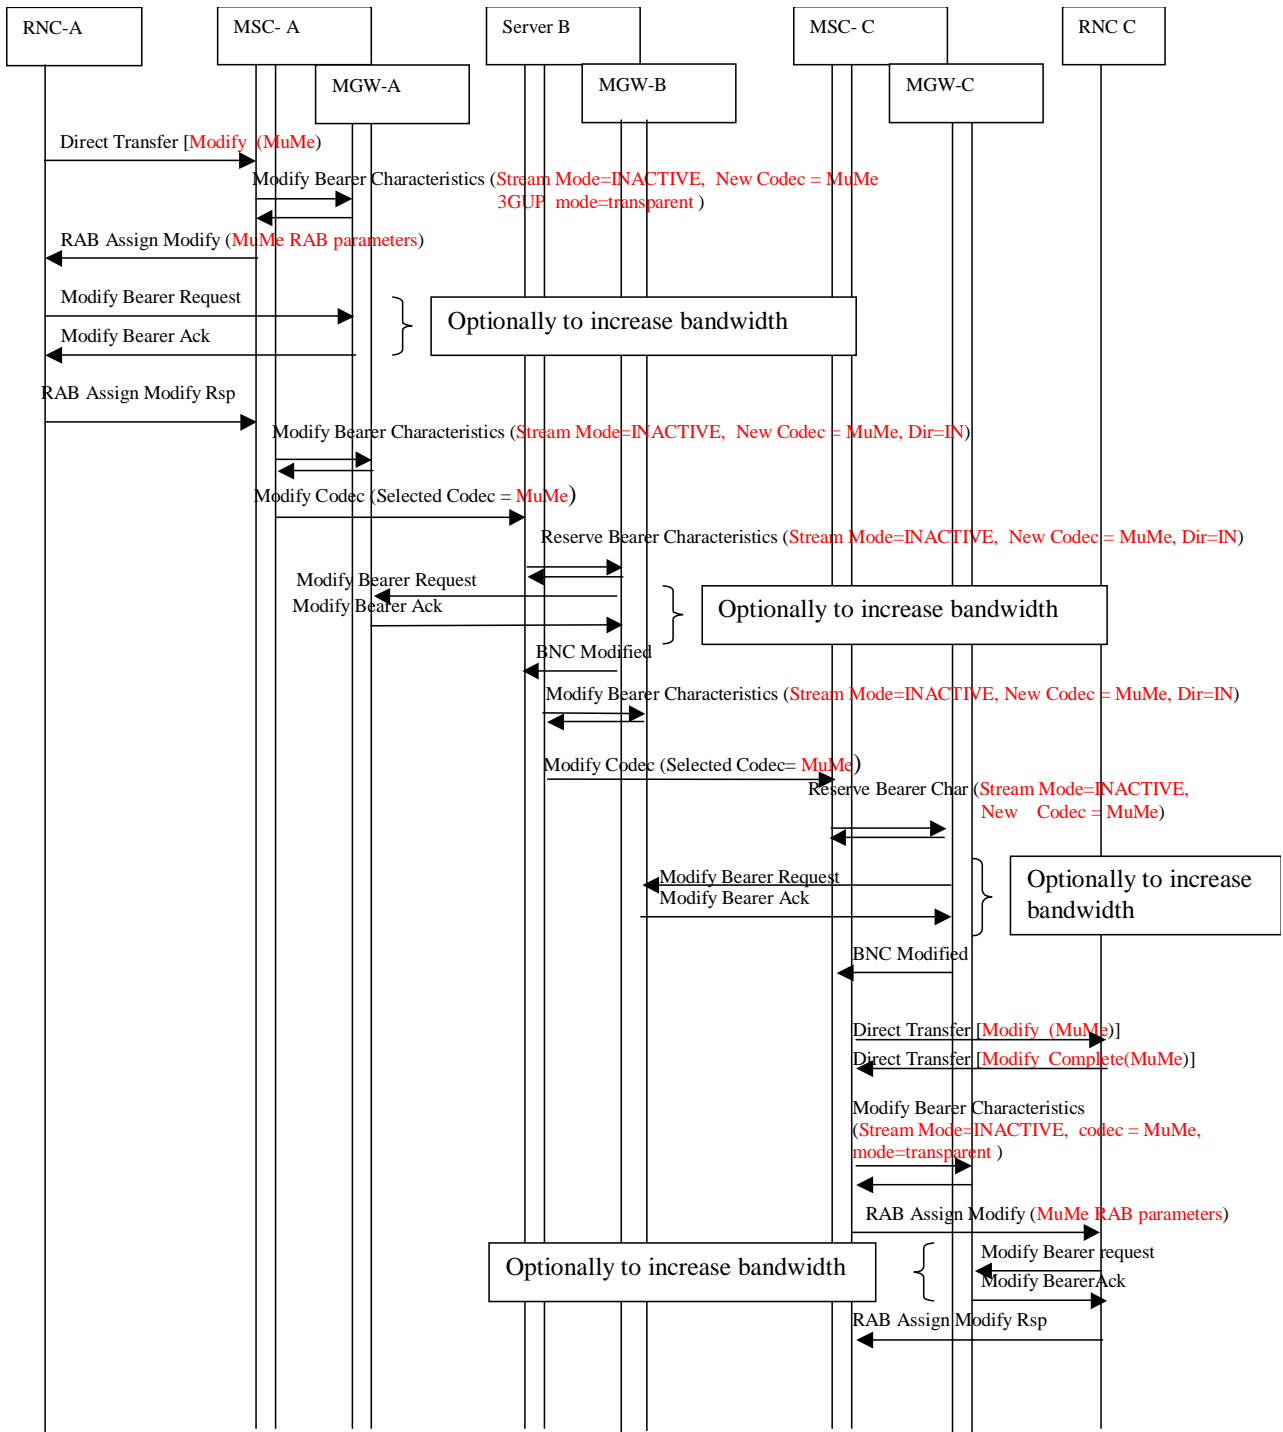 RNC-A
MSC- A
Server B
MSC- C
RNC C
MGW-A
MGW-B
MGW-C
Direct Transfer [Modify  (MuMe)
Modify Bearer Characteristics (Stream Mode=INACTIVE,  New Codec = MuMe
3GUP  mode=transparent )
RAB Assign Modify (MuMe RAB parameters)
Modify Bearer Request
Optionally to increase bandwidth
Modify Bearer Ack
RAB Assign Modify Rsp
Modify Bearer Characteristics (Stream Mode=INACTIVE,  New Codec = MuMe, Dir=IN)
Modify Codec (Selected Codec = MuMe)
Reserve Bearer Characteristics (Stream Mode=INACTIVE,  New Codec = MuMe, Dir=IN)
Modify Bearer Request
Modify Bearer Ack
Optionally to increase bandwidth
BNC Modified
Modify Bearer Characteristics (Stream Mode=INACTIVE, New Codec = MuMe, Dir=IN)
Modify Codec (Selected Codec= MuMe)
Reserve Bearer Char (Stream Mode=INACTIVE,
New    Codec = MuMe)
Modify Bearer Request
Modify Bearer Ack
Optionally to increase
bandwidth
BNC Modified
Direct Transfer [Modify  (MuMe)]
Direct Transfer [Modify  Complete(MuMe)]
Modify Bearer Characteristics
(Stream Mode=INACTIVE,  codec = MuMe,
mode=transparent )
RAB Assign Modify (MuMe RAB parameters)
Modify Bearer request
Optionally to increase bandwidth
Modify BearerAck
RAB Assign Modify Rsp